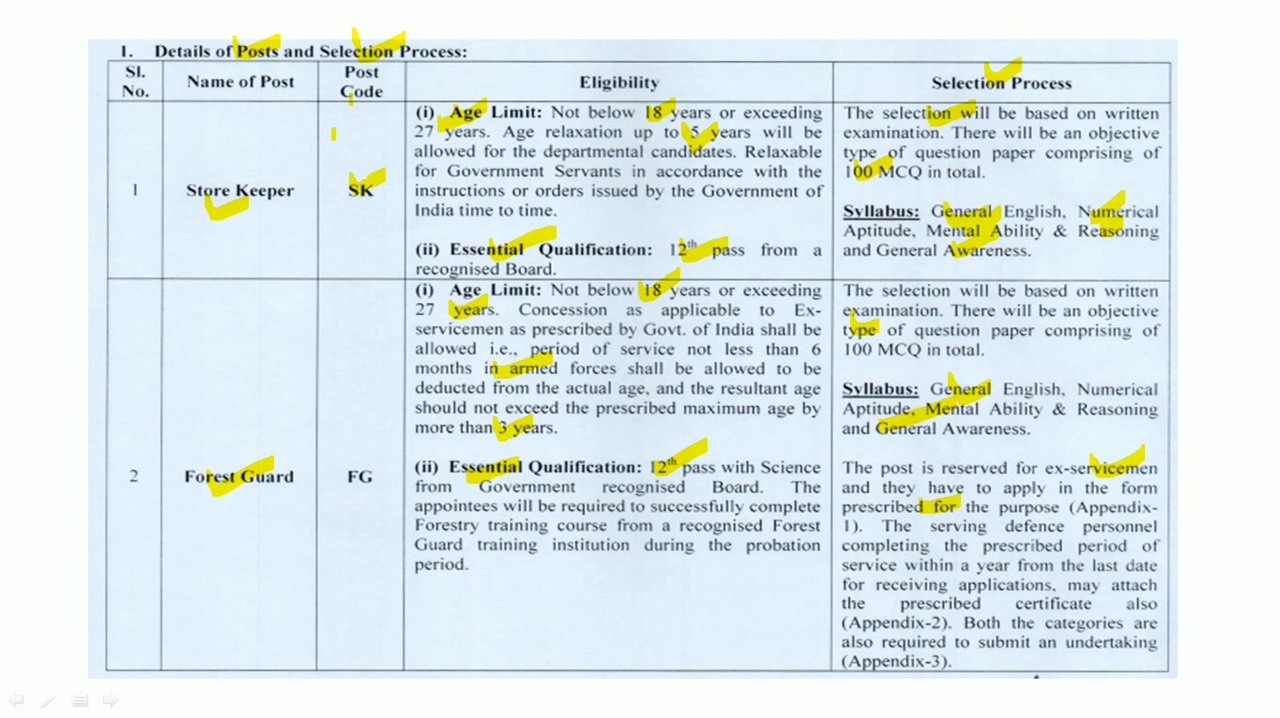 1. Details of Posts and Selection Process:
Sl. No.
Name of Post
Post Code
Eligibility
Selection Process
1
Store Keeper
SK
(i) Age Limit: Not below 18 years or exceeding
27 years. Age relaxation up to 5 years will be
allowed for the departmental candidates. Relaxable
for Government Servants in accordance with the
instructions or orders issued by the Government of
India time to time.
(ii) Essential Qualification: 12th pass from a
recognised Board.
The selection will be based on written
examination. There will be an objective
type of question paper comprising of
100 MCQ in total.
Syllabus: General English, Numerical
Aptitude, Mental Ability & Reasoning
and General Awareness.
2
Forest Guard
FG
(i) Age Limit: Not below 18 years or exceeding
27 years. Concession as applicable to Ex-
servicemen as prescribed by Govt. of India shall be
allowed i.e., period of service not less than 6
months in armed forces shall be allowed to be
deducted from the actual age, and the resultant age
should not exceed the prescribed maximum age by
more than 3 years.
(ii) Essential Qualification: 12th pass with Science
from Government recognised Board. The
appointees will be required to successfully complete
Forestry training course from a recognised Forest
Guard training institution during the probation
period.
The selection will be based on written
examination. There will be an objective
type of question paper comprising of
100 MCQ in total.
Syllabus: General English, Numerical
Aptitude, Mental Ability & Reasoning
and General Awareness.
The post is reserved for ex-servicemen
and they have to apply in the form
prescribed for the purpose (Appendix-
1). The serving defence personnel
completing the prescribed period of
service within a year from the last date
for receiving applications, may attach
the prescribed certificate also
(Appendix-2). Both the categories are
also required to submit an undertaking
(Appendix-3).